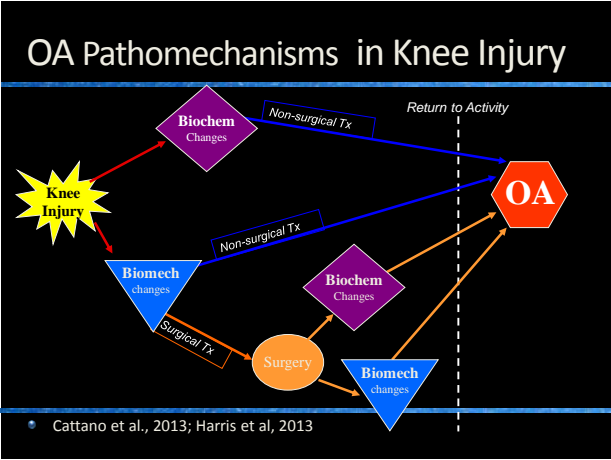 OA Pathomechanisms in Knee Injury
Return to Activity
Biochem
Changes
Non-surgical Tx
Knee
Injury
OA
Non-surgical Tx
Biomech
changes
Biochem
Changes
Surgical Tx
Surgery
Biomech
changes
Cattano et al., 2013; Harris et al, 2013